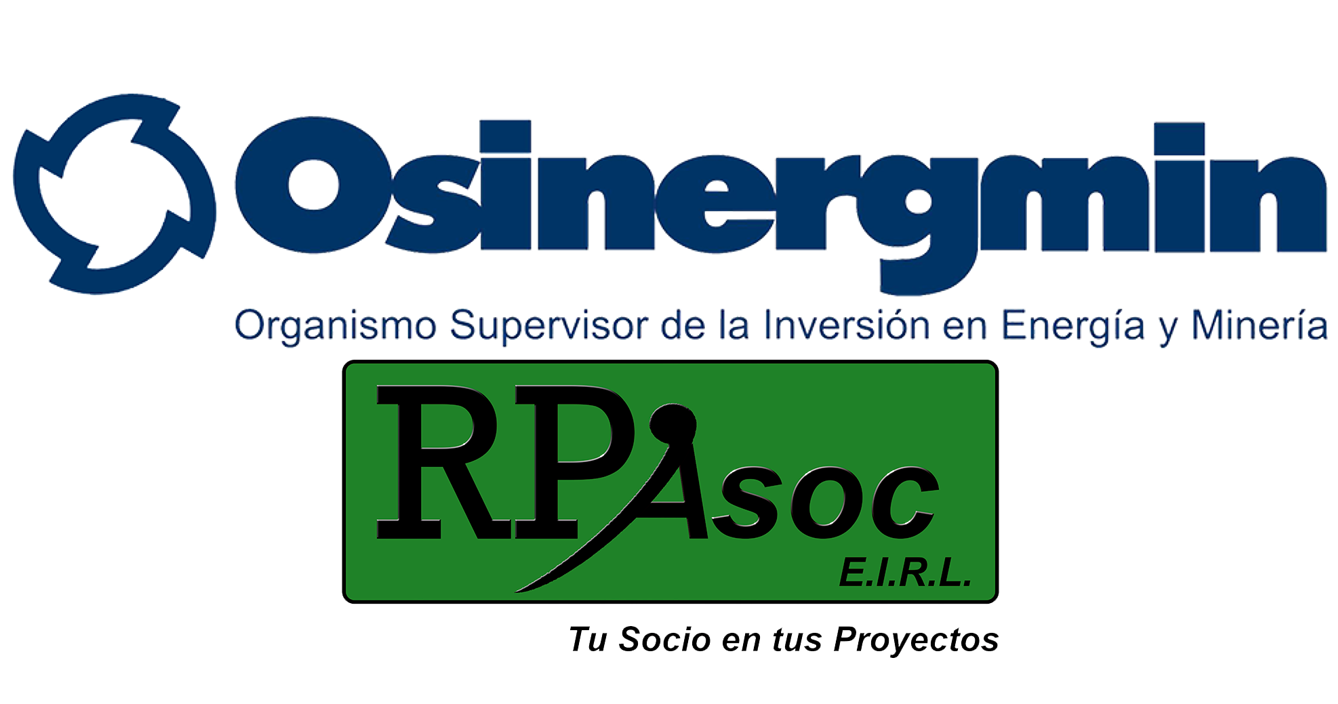 Osinergmin
Organismo Supervisor de la Inversión en Energía y Minería
RPAsoc
E.I.R.L.
Tu Socio en tus Proyectos